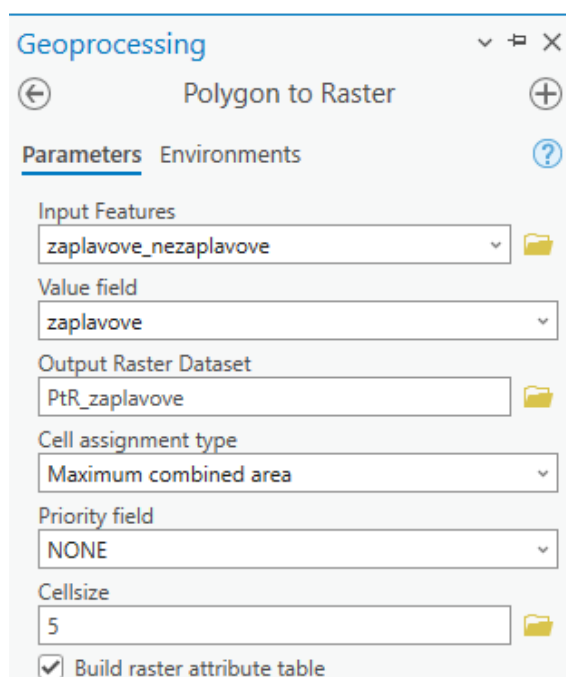 Geoprocessing
Polygon to Raster
Parameters Environments
Input Features
zaplavove_nezaplavove
Value field
zaplavove
Output Raster Dataset
PtR_zaplavove
Cell assignment type
Maximum combined area
Priority field
NONE
Cellsize
5
Build raster attribute table